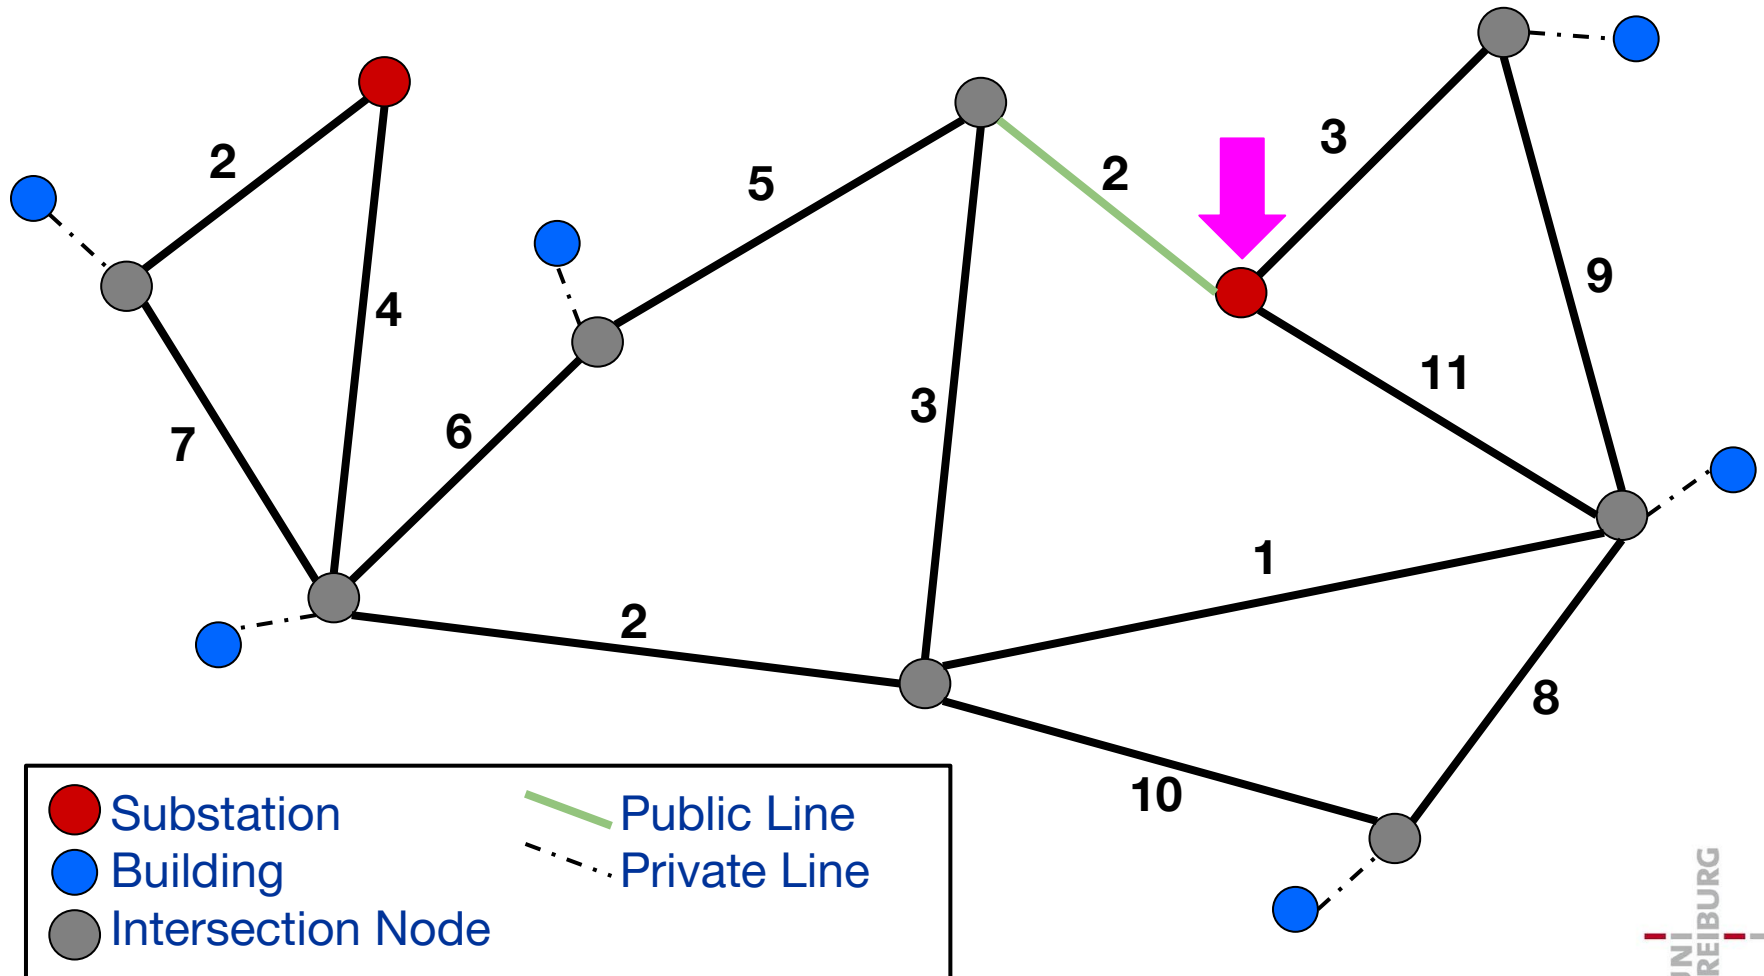 3
2
2
5
9
4
11
3
6
7
1
2
8
10
Substation
Public Line
Building
Private Line
Intersection Node